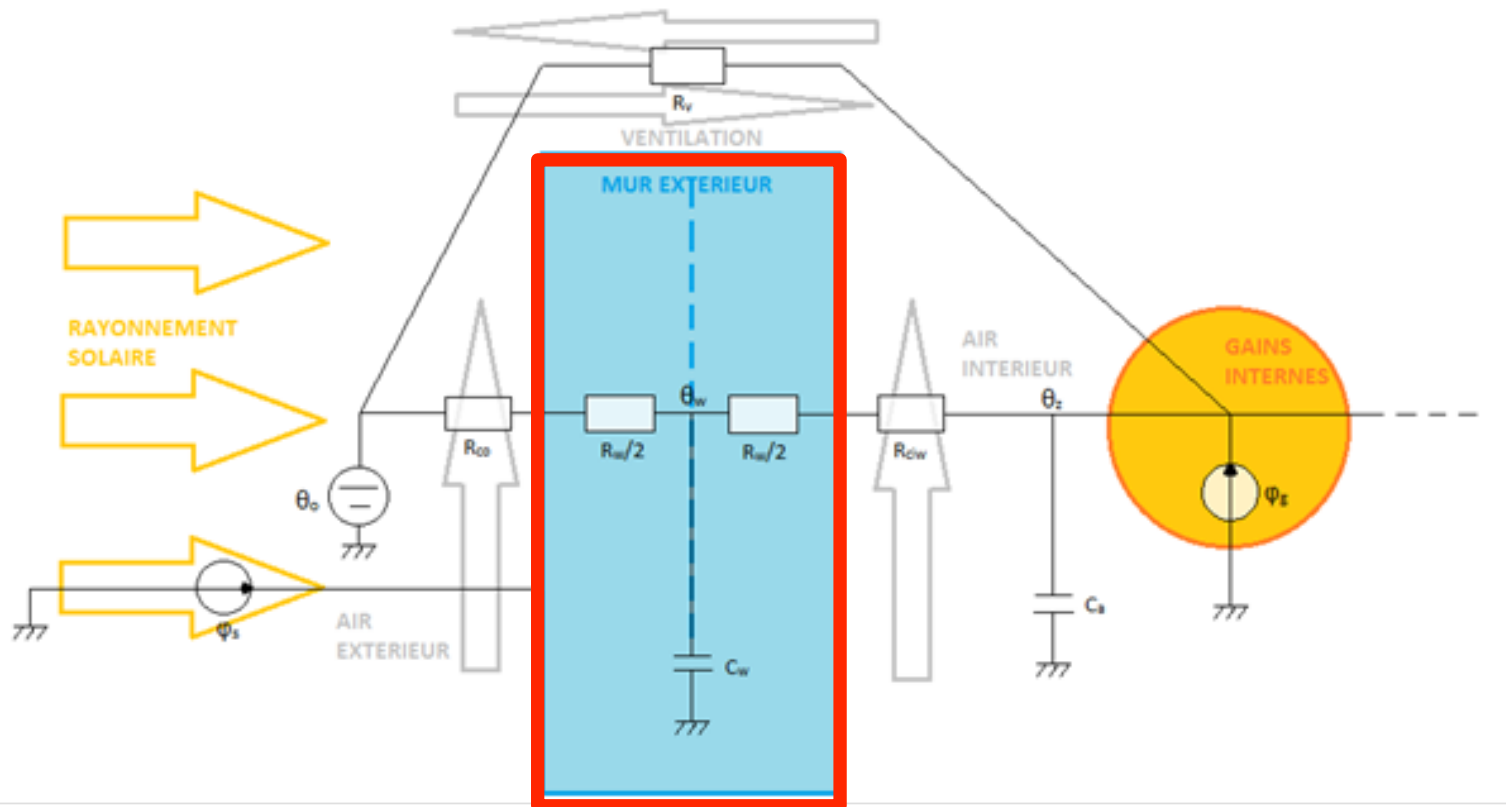 Rᵥ
VENTILATION
MUR EXTERIEUR
RAYONNEMENT
SOLAIRE
AIR
INTERIEUR
GAINS
INTERNES
θw
θz
Rco
Rw/2
Rw/2
Rciw
θo
φg
φs
AIR
EXTERIEUR
Ca
Cw